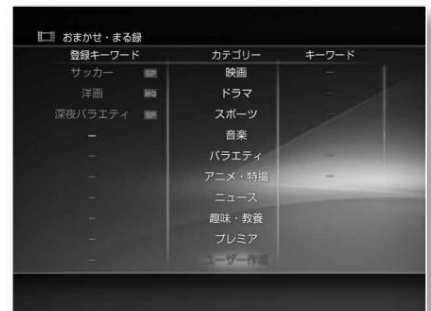 おまかせ・まる録
登録キーワード カテゴリー キーワード
サッカー SP 映画 －
洋画 HQ ドラマ －
深夜バラエティ SP スポーツ －
－ 音楽 －
－ バラエティ －
－ アニメ・特撮 －
－ ニュース
－ 趣味・教養
－ プレミア
－ ユーザー作成